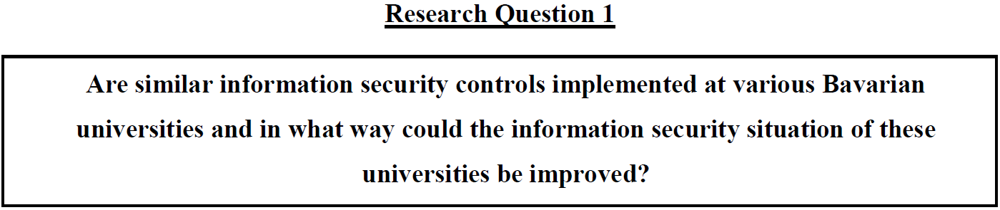 Research Question 1
Are similar information security controls implemented at various Bavarian
universities and in what way could the information security situation of these
universities be improved?